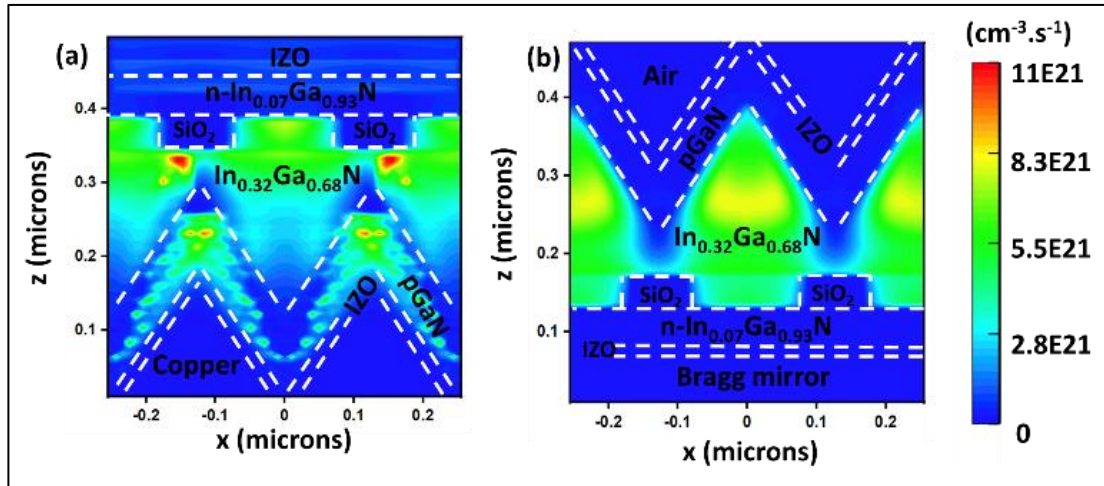 (a)
IZO
n-In₀.₀₇Ga₀.₉₃N
SiO₂
SiO₂
In₀.₃₂Ga₀.₆₈N
IZO
pGaN
Copper
0.4
0.3
0.2
0.1
z (microns)
-0.2
-0.1
0
0.1
0.2
x (microns)
(b)
Air
pGaN
IZO
In₀.₃₂Ga₀.₆₈N
SiO₂
SiO₂
n-In₀.₀₇Ga₀.₉₃N
IZO
Bragg mirror
0.4
0.3
0.2
0.1
z (microns)
-0.2
-0.1
0
0.1
0.2
x (microns)
(cm⁻³.s⁻¹)
11E21
8.3E21
5.5E21
2.8E21
0